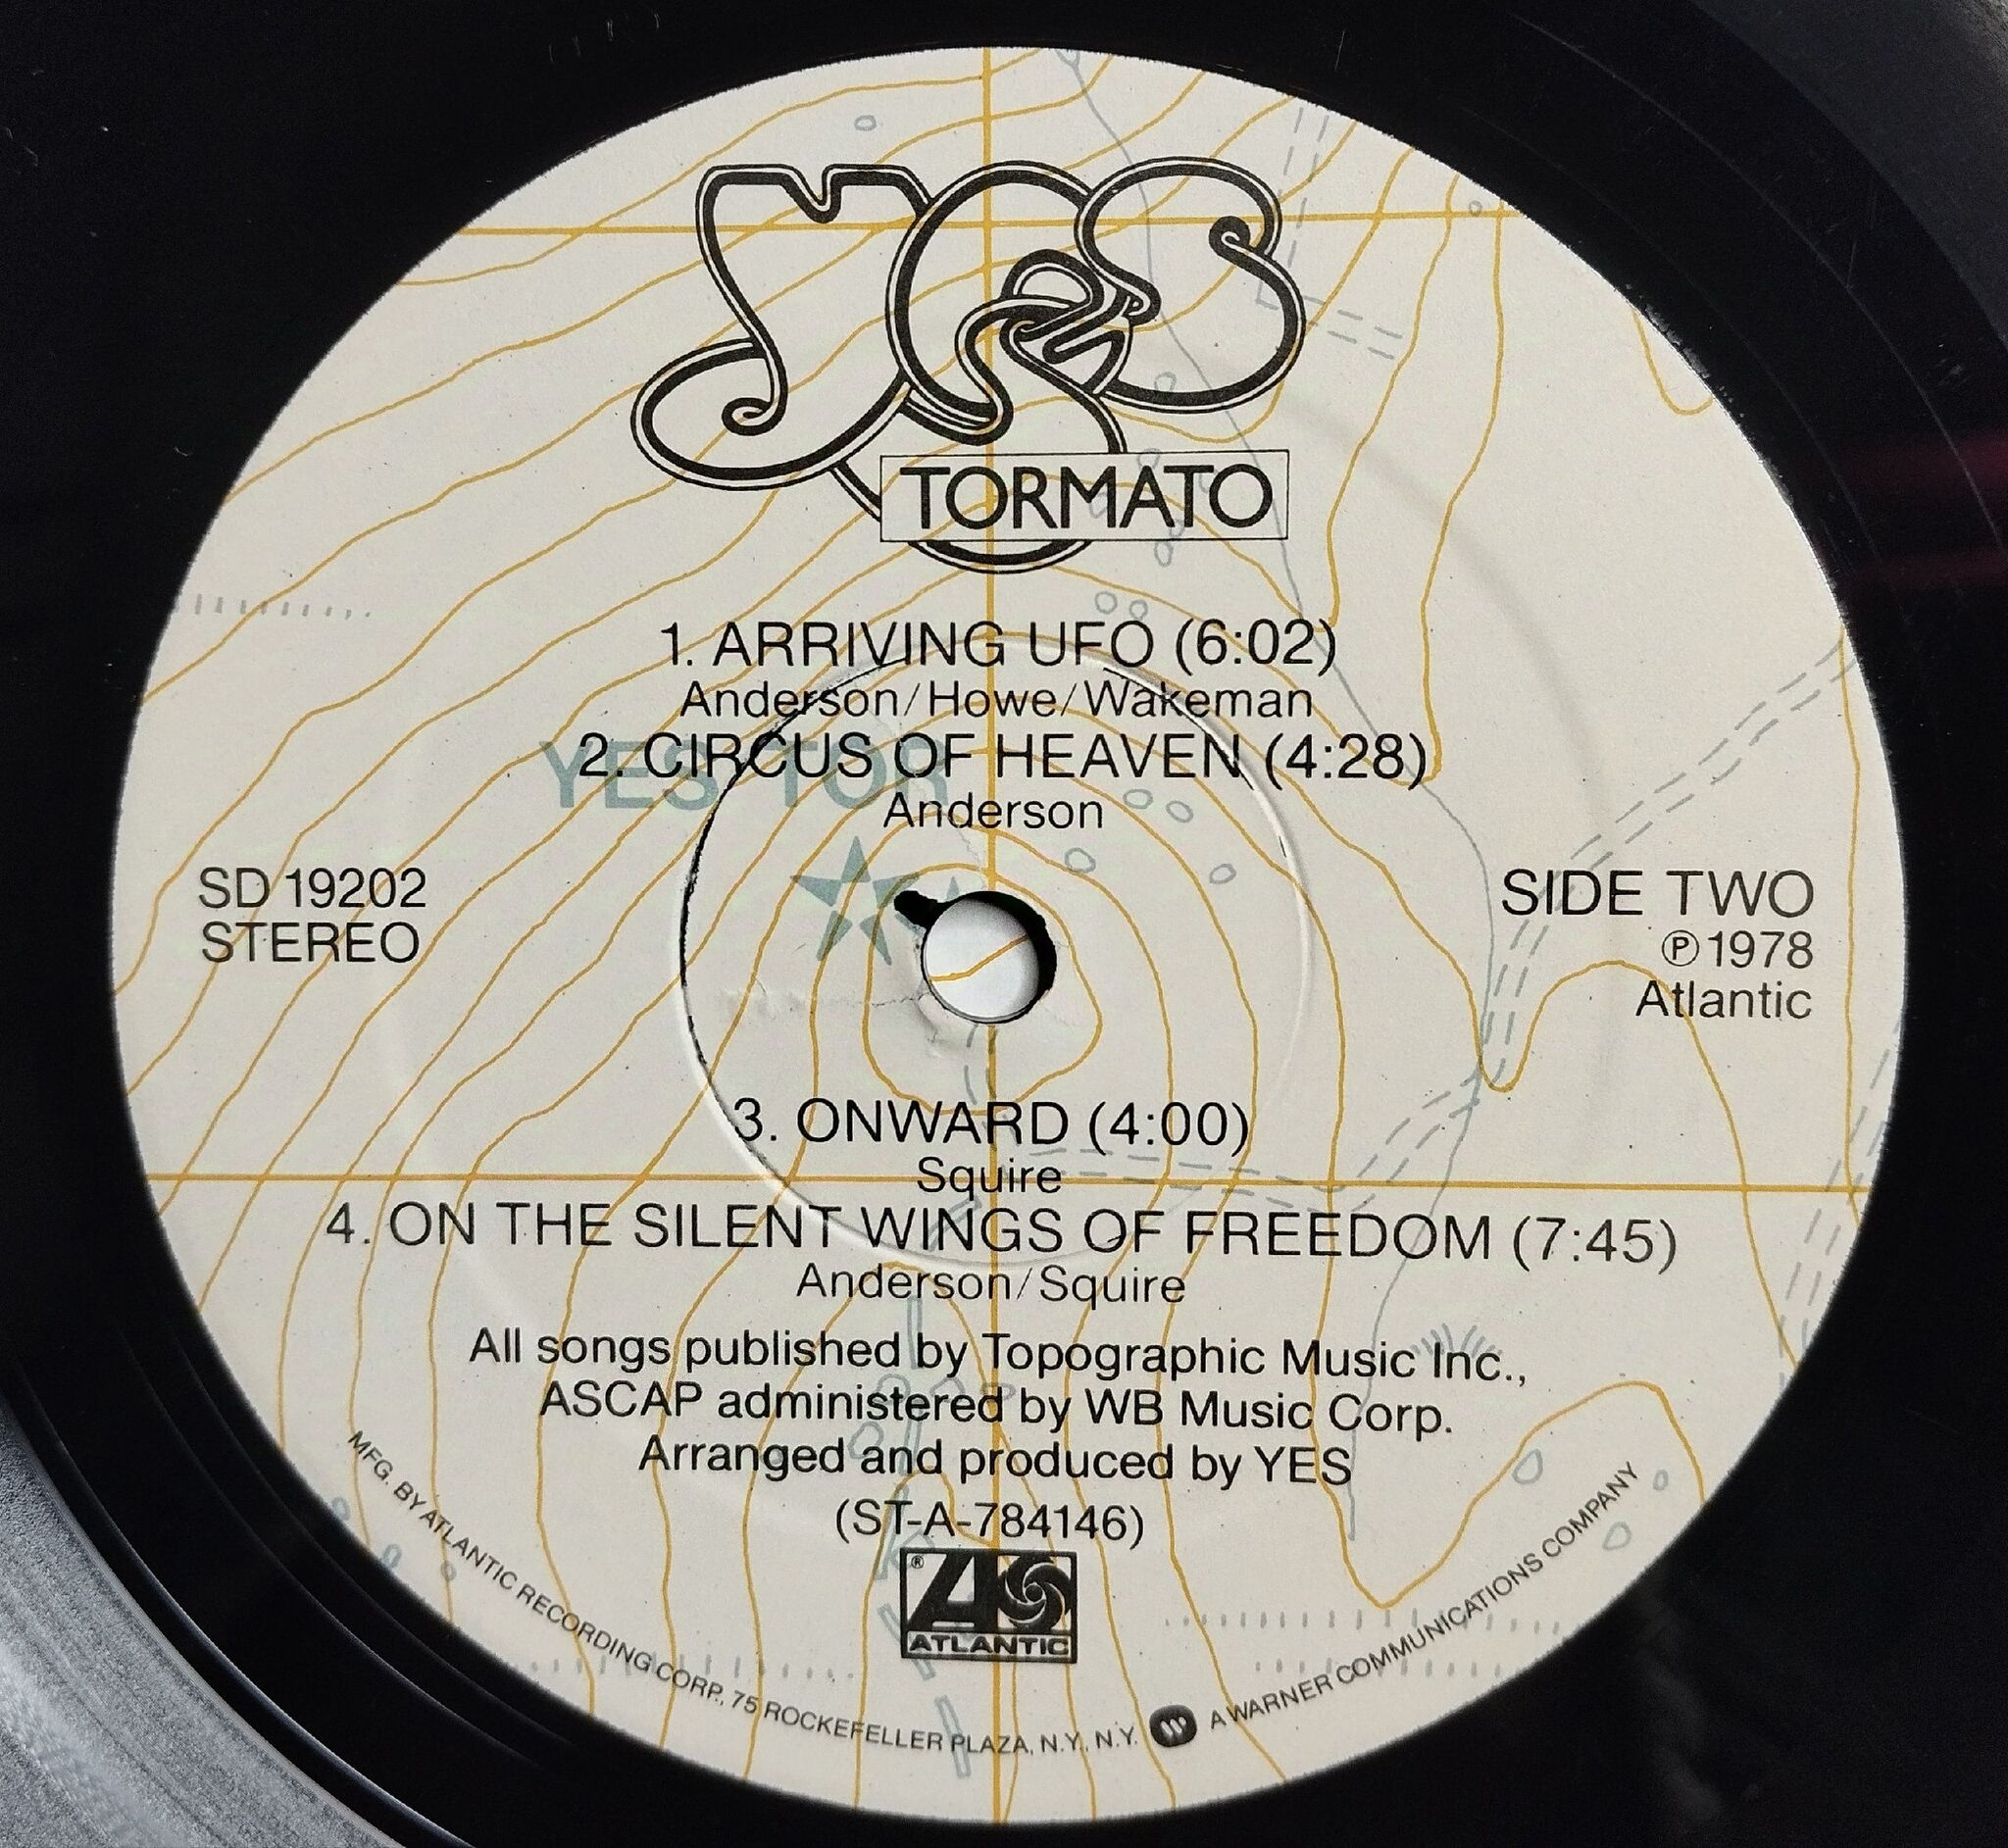 YES
TORMATO
1. ARRIVING UFO (6:02)
Anderson/Howe/Wakeman
YES TOR
2. CIRCUS OF HEAVEN (4:28)
Anderson
SD 19202
STEREO
SIDE TWO
℗ 1978
Atlantic
3. ONWARD (4:00)
Squire
4. ON THE SILENT WINGS OF FREEDOM (7:45)
Anderson/Squire
All songs published by Topographic Music Inc.,
ASCAP administered by WB Music Corp.
Arranged and produced by YES
(ST-A-784146)
®
ATLANTIC
MFG. BY ATLANTIC RECORDING CORP., 75 ROCKEFELLER PLAZA, N.Y., N.Y. W A WARNER COMMUNICATIONS COMPANY